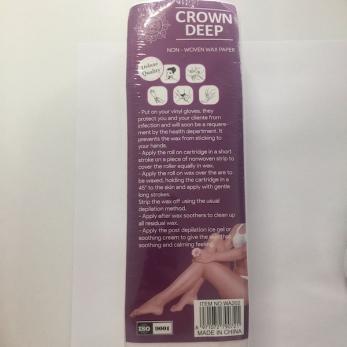 CROWN
DEEP
NON - WOVEN WAX PAPER
Deluxe
Quality
- Put on your vinyl gloves, they
protect you and your cliente from
infection and will soon be a require-
ment by the health department. It
prevents the wax from sticking to
your hands.
- Apply the roll on cartridge in a short
stroke on a piece of nonwoven strip to
cover the roller equally in wax.
- Apply the roll on wax over the are to
be waxed, holding the cartridge in a
45° to the skin and apply with gentle
long strokes.
Strip the wax off using the usual
depilation method.
- Apply after wax soothers to clean up
all residual wax.
- Apply the post depilation ice gel or
soothing cream to give the skin that
soothing and calming feeling.
ITEM NO:WA202
MADE IN CHINA
ISO 9001